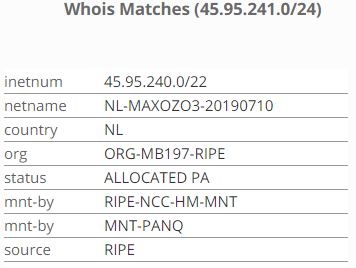 Whois Matches (45.95.241.0/24)
inetnum 45.95.240.0/22
netname NL-MAXOZO3-20190710
country NL
org ORG-MB197-RIPE
status ALLOCATED PA
mnt-by RIPE-NCC-HM-MNT
mnt-by MNT-PANQ
source RIPE